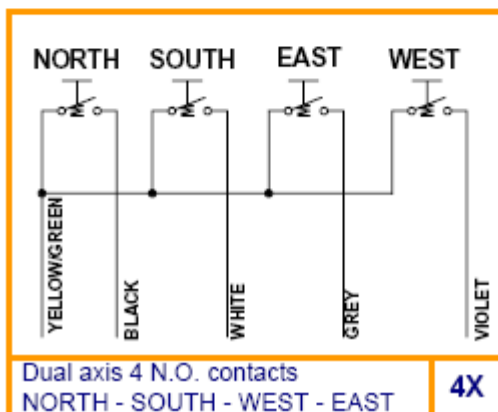 NORTH SOUTH EAST WEST
YELLOW/GREEN
BLACK
WHITE
GREY
VIOLET
Dual axis 4 N.O. contacts
NORTH - SOUTH - WEST - EAST
4X